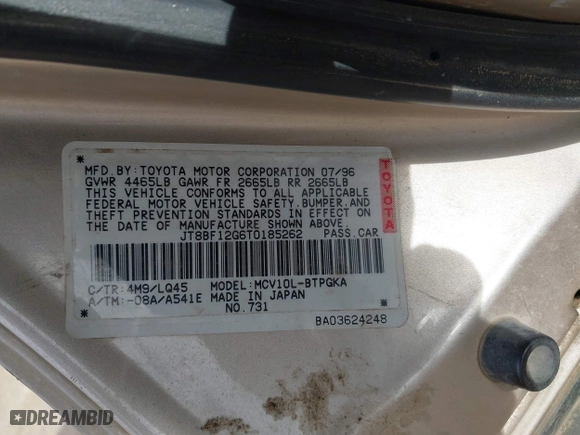 MFD.BY:TOYOTA MOTOR CORPORATION 07/96
GVWR 4465LB GAWR FR 2665LB RR 2665LB
THIS VEHICLE CONFORMS TO ALL APPLICABLE
FEDERAL MOTOR VEHICLE SAFETY,BUMPER,AND
THEFT PREVENTION STANDARDS IN EFFECT ON
THE DATE OF MANUFACTURE SHOWN ABOVE.
JT8BF12G6T0185262 PASS.CAR
TOYOTA
C/TR:4M9/LQ45 MODEL:MCV10L-BTPGKA
A/TM:-08A/A541E MADE IN JAPAN
NO.731
BA03624248
DREAMBID